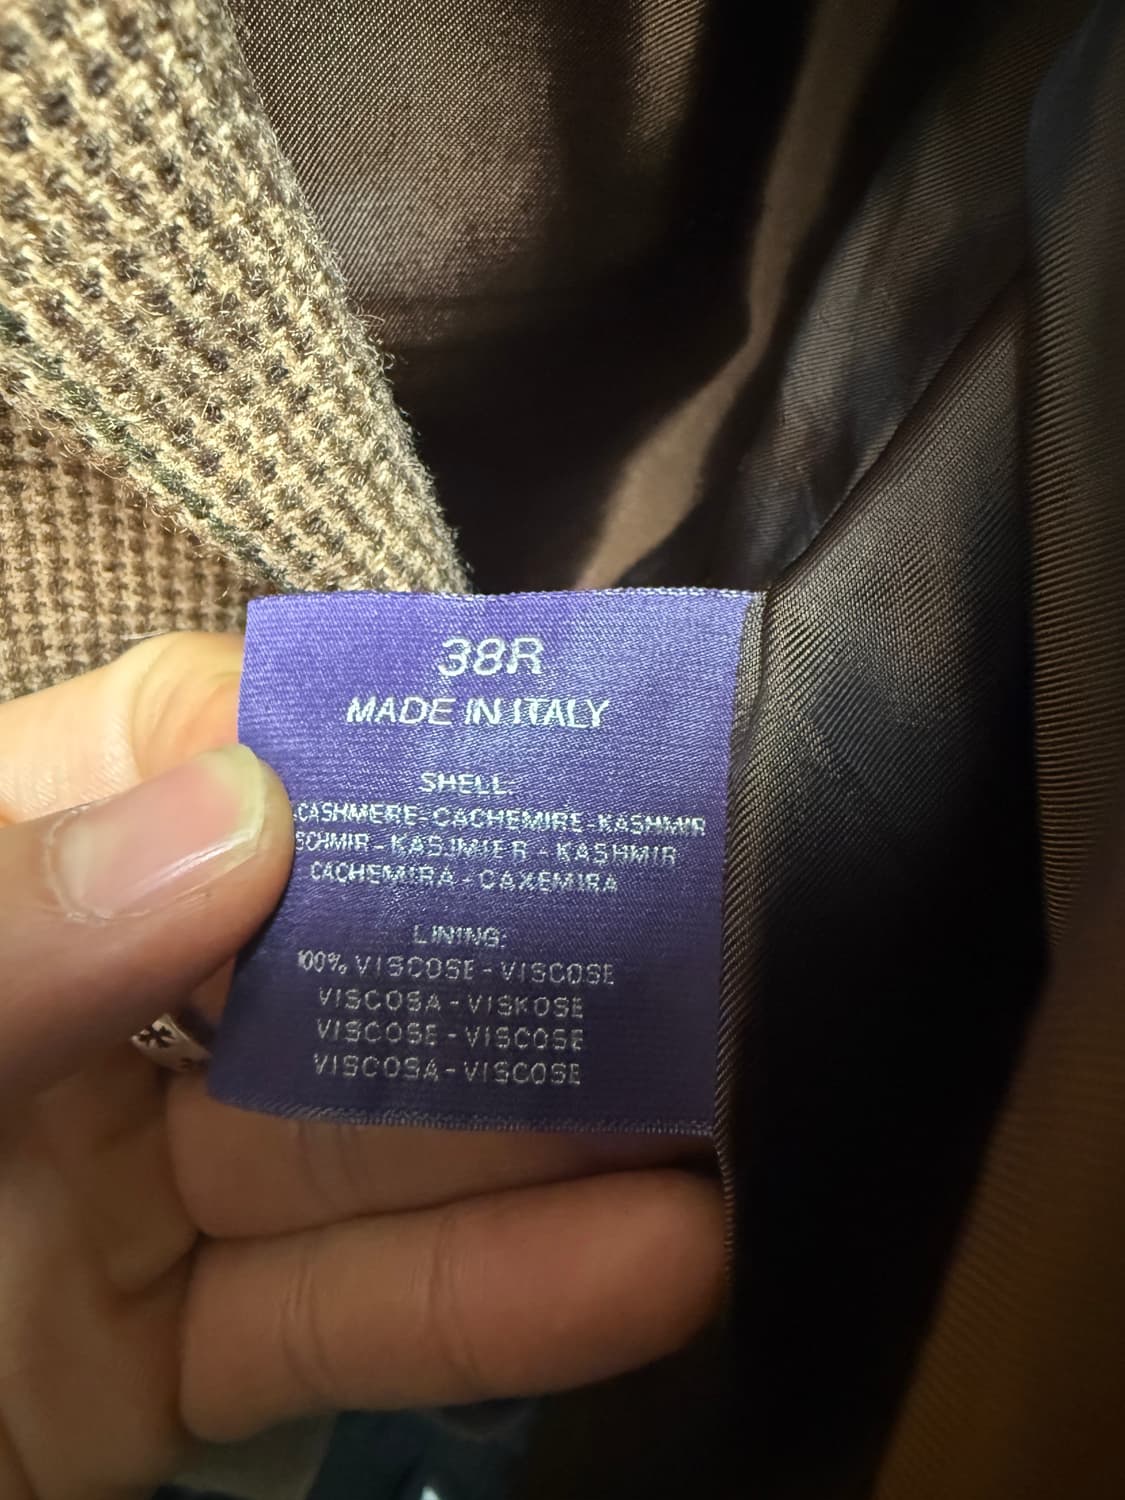 38R
MADE IN ITALY
SHELL:
CASHMERE-CACHEMIRE-KASHMIR
KASJMIER - KASHMIR
CACHEMIRA - CAXEMIRA
LINING:
100% VISCOSE - VISCOSE
VISCOSA - VISKOSE
VISCOSE - VISCOSE
VISCOSA - VISCOSE